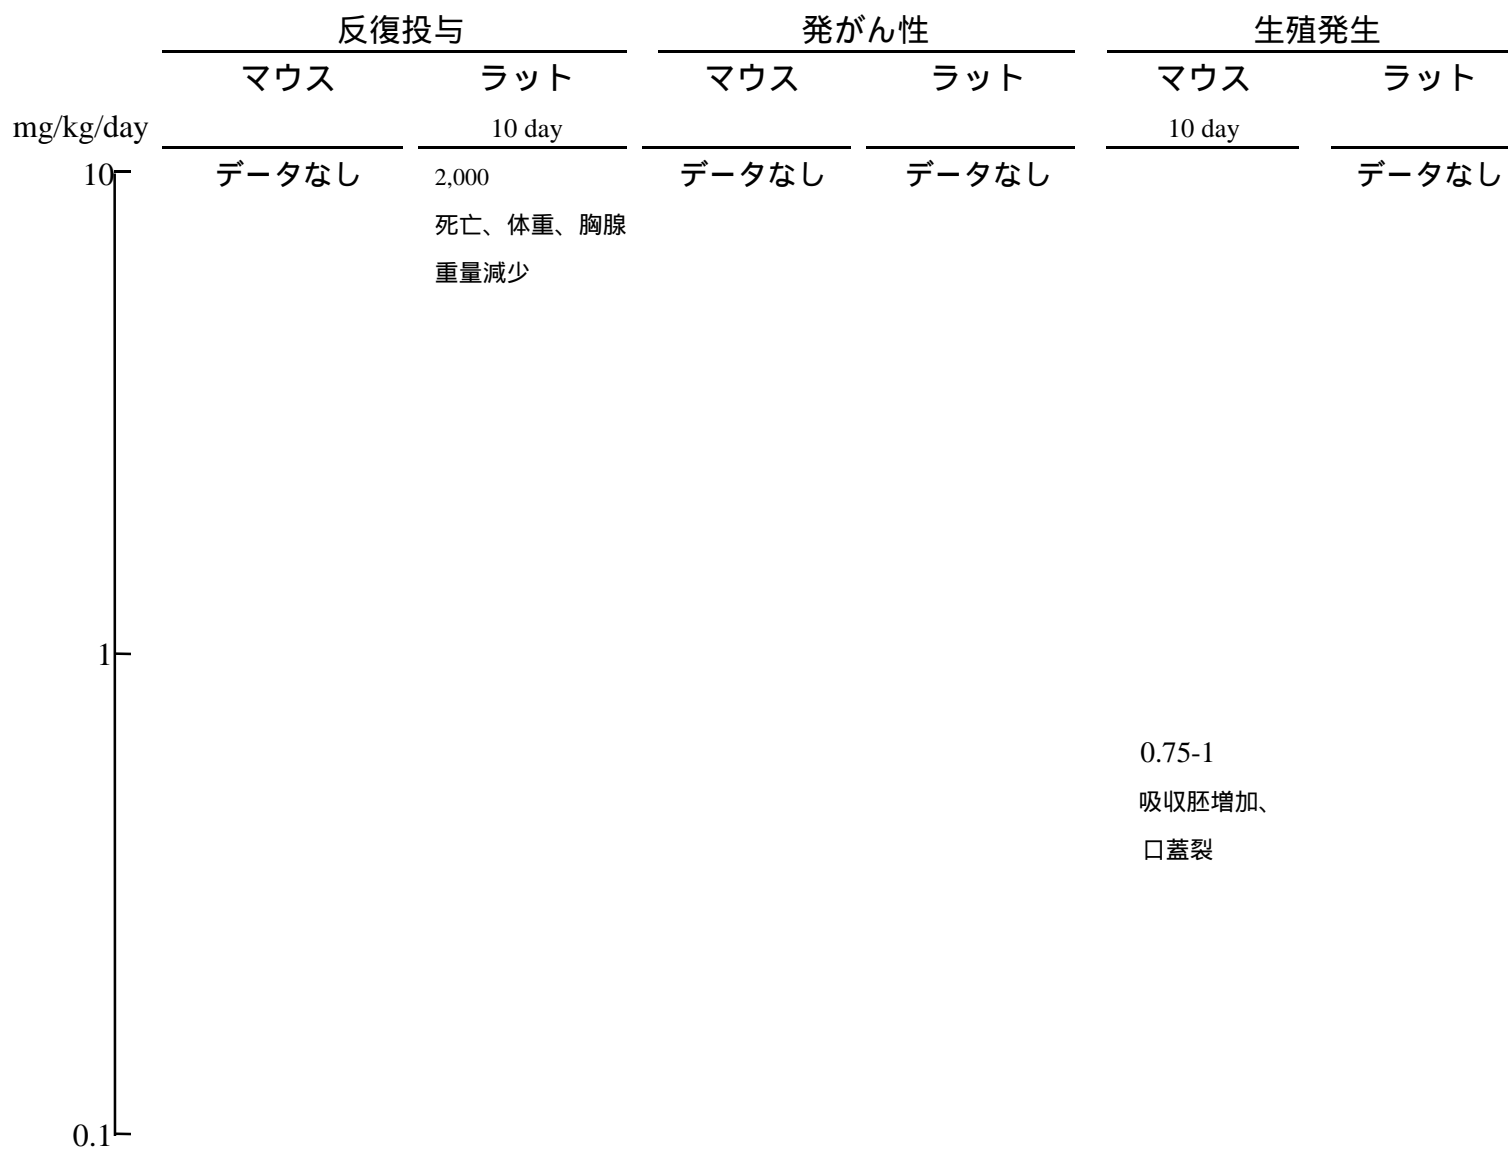 反復投与 発がん性 生殖発生
マウス ラット マウス ラット マウス ラット
mg/kg/day 10 day 10 day
10 データなし 2,000 データなし データなし データなし
死亡、体重、胸腺
重量減少
1
0.75-1
吸収胚増加、
口蓋裂
0.1